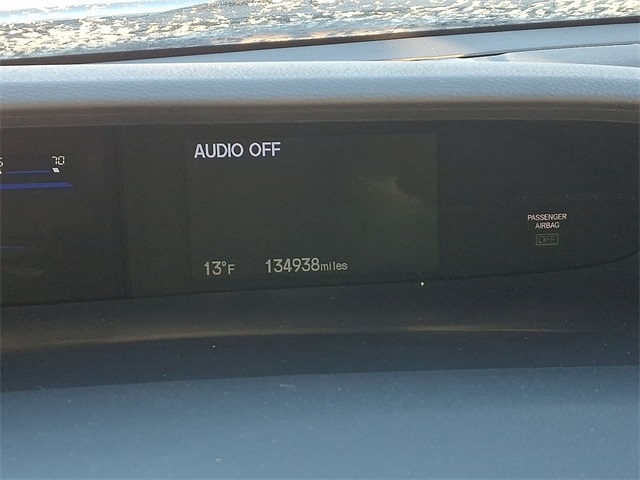 AUDIO OFF
70
PASSENGER
AIRBAG
OFF
13°F 134938miles